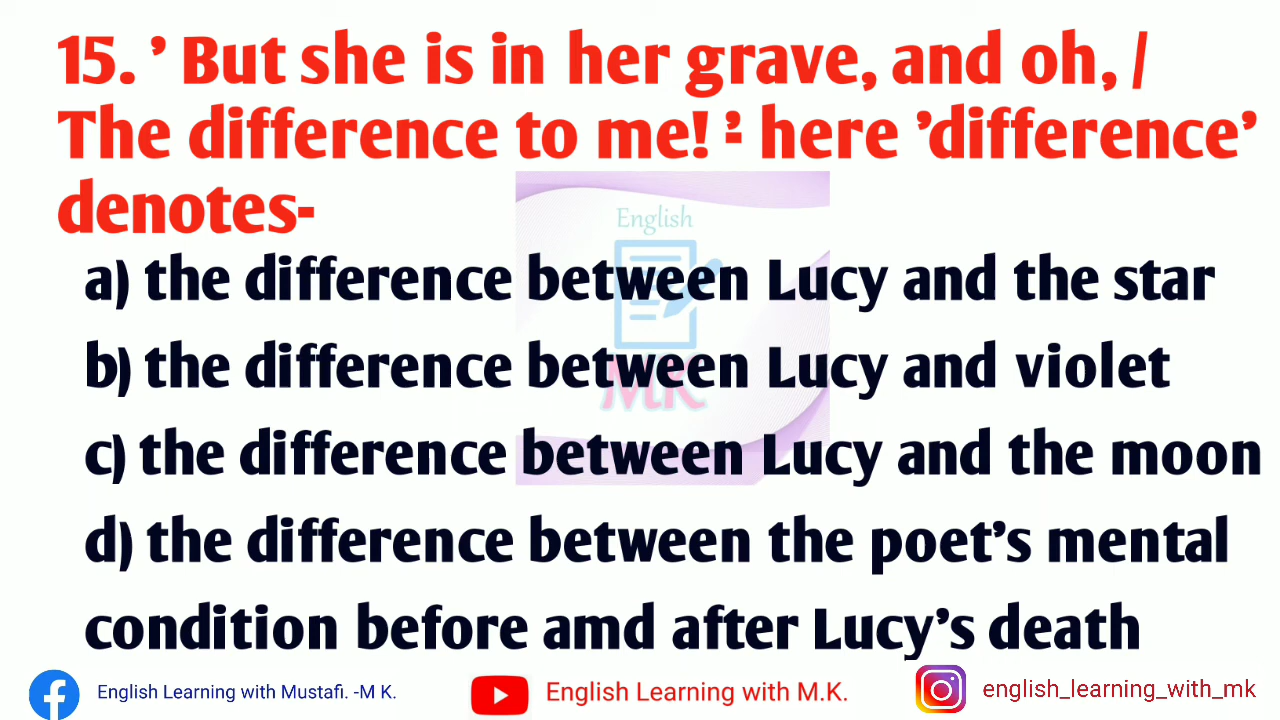 15. ’ But she is in her grave, and oh, /
The difference to me! ’- here ’difference’
denotes-
English
MK
a) the difference between Lucy and the star
b) the difference between Lucy and violet
c) the difference between Lucy and the moon
d) the difference between the poet’s mental
condition before amd after Lucy’s death
English Learning with Mustafi. -M K.
English Learning with M.K.
english_learning_with_mk